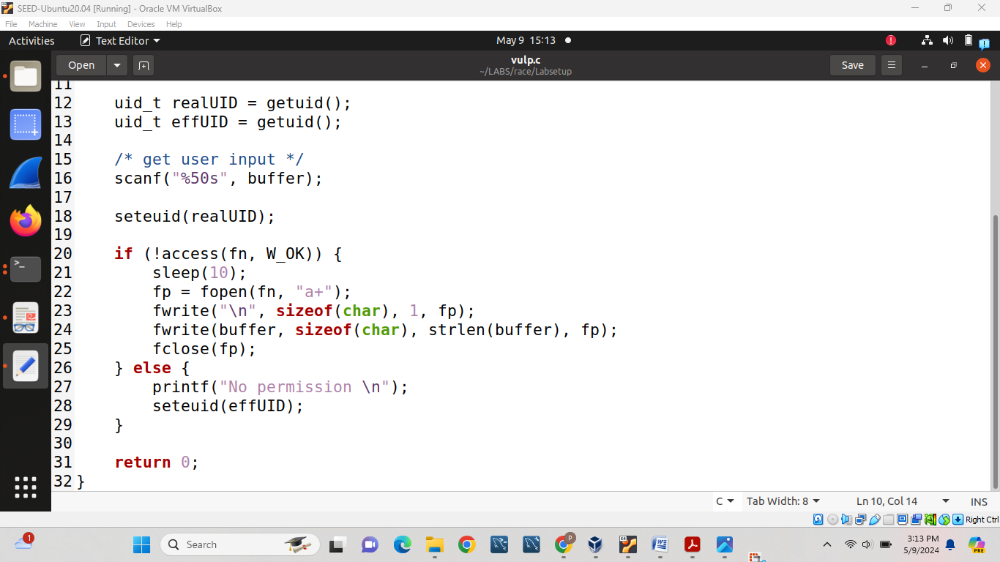 SEED-Ubuntu20.04 [Running] - Oracle VM VirtualBox
File Machine View Input Devices Help
Activities Text Editor May 9 15:13
Open vulp.c Save
~/LABS/race/Labsetup
11
12 uid_t realUID = getuid();
13 uid_t effUID = getuid();
14
15 /* get user input */
16 scanf("%50s", buffer);
17
18 seteuid(realUID);
19
20 if (!access(fn, W_OK)) {
21 sleep(10);
22 fp = fopen(fn, "a+");
23 fwrite("\n", sizeof(char), 1, fp);
24 fwrite(buffer, sizeof(char), strlen(buffer), fp);
25 fclose(fp);
26 } else {
27 printf("No permission \n");
28 seteuid(effUID);
29 }
30
31 return 0;
32 }
C Tab Width: 8 Ln 10, Col 14 INS
Right Ctrl
1 Search p 64 W PRE
3:13 PM
5/9/2024